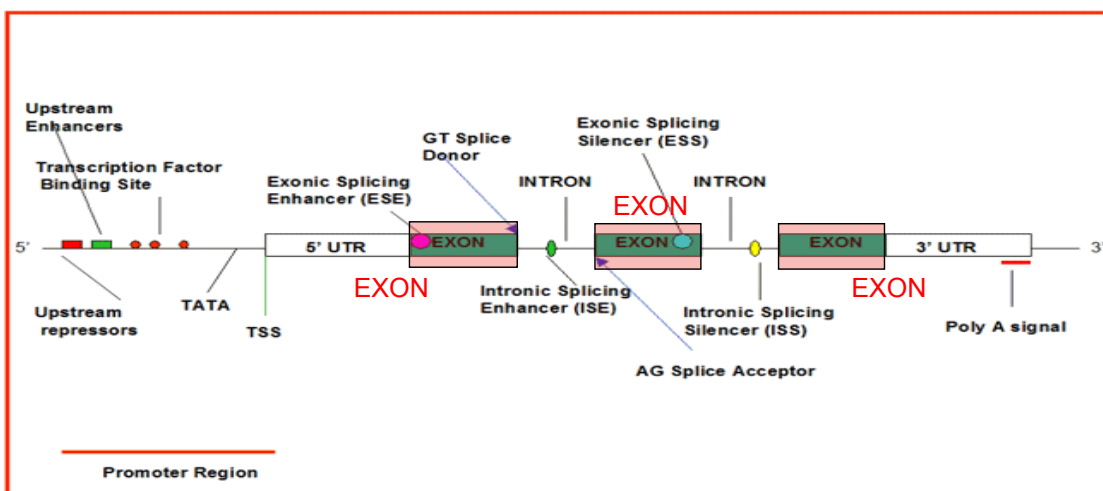 Upstream
Enhancers
Transcription Factor
Binding Site
Exonic Splicing
Enhancer (ESE)
GT Splice
Donor
INTRON
Exonic Splicing
Silencer (ESS)
INTRON
EXON
5'
5' UTR
EXON
EXON
EXON
3' UTR
3'
Upstream
repressors
TATA
TSS
EXON
Intronic Splicing
Enhancer (ISE)
Intronic Splicing
Silencer (ISS)
EXON
Poly A signal
AG Splice Acceptor
Promoter Region